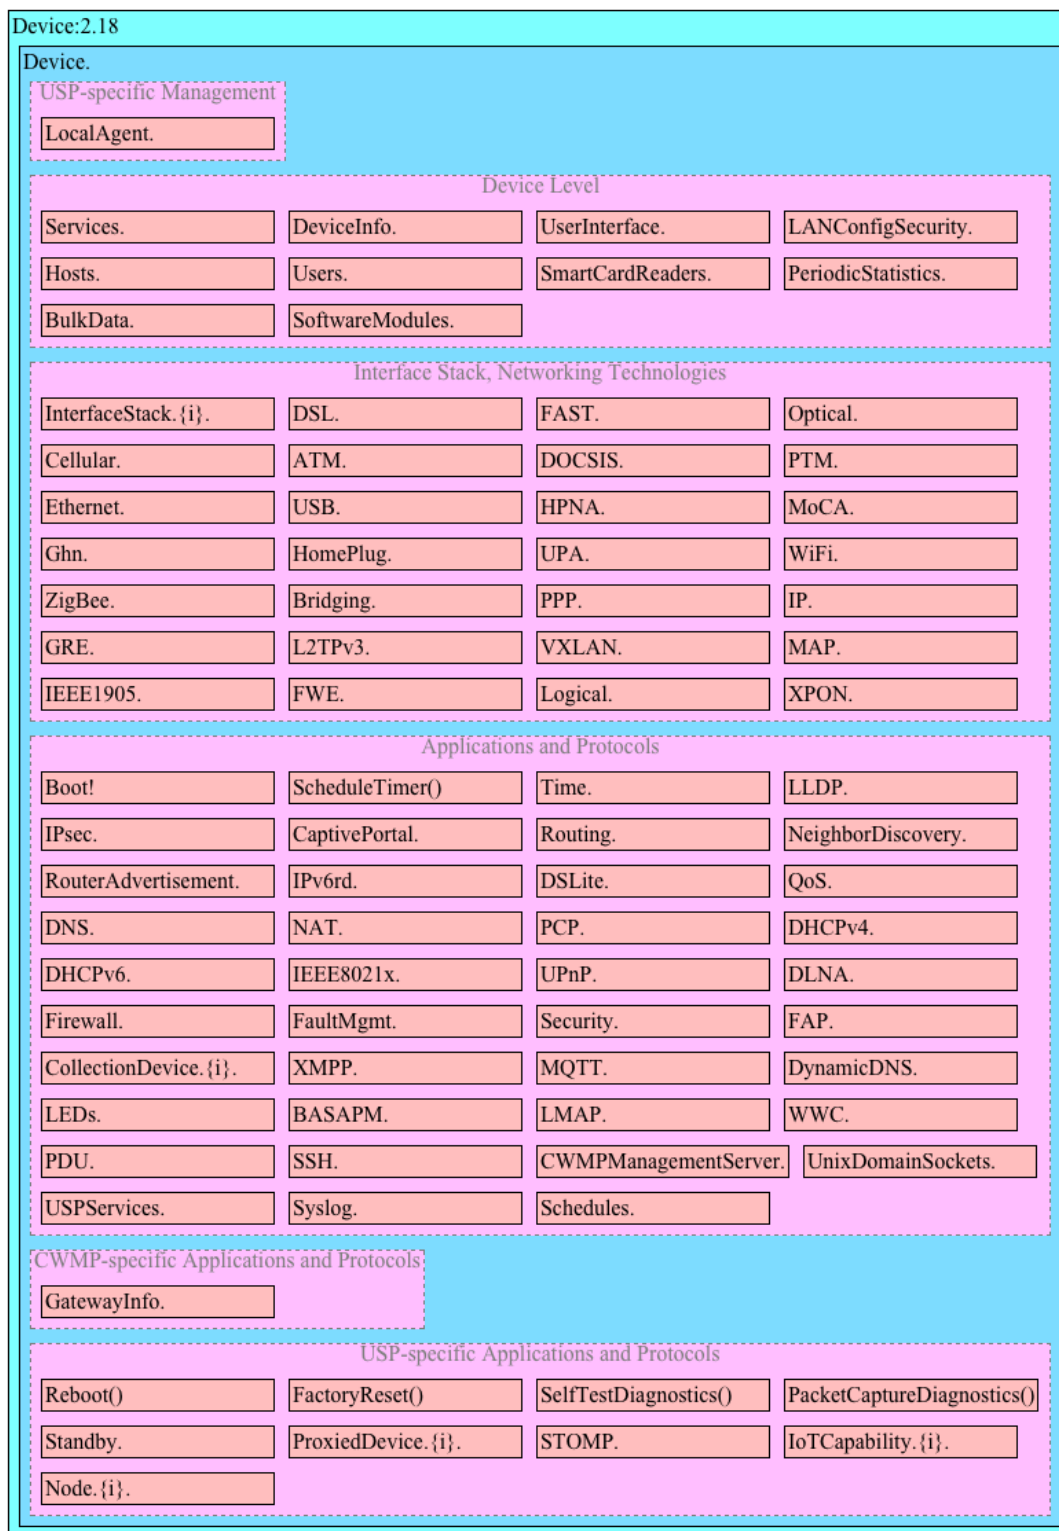 Device:2.18
Device.
USP-specific Management
LocalAgent.
Device Level
Services. DeviceInfo. UserInterface. LANConfigSecurity.
Hosts. Users. SmartCardReaders. PeriodicStatistics.
BulkData. SoftwareModules.
Interface Stack, Networking Technologies
InterfaceStack.{i}. DSL. FAST. Optical.
Cellular. ATM. DOCSIS. PTM.
Ethernet. USB. HPNA. MoCA.
Ghn. HomePlug. UPA. WiFi.
ZigBee. Bridging. PPP. IP.
GRE. L2TPv3. VXLAN. MAP.
IEEE1905. FWE. Logical. XPON.
Applications and Protocols
Boot! ScheduleTimer() Time. LLDP.
IPsec. CaptivePortal. Routing. NeighborDiscovery.
RouterAdvertisement. IPv6rd. DSLite. QoS.
DNS. NAT. PCP. DHCPv4.
DHCPv6. IEEE8021x. UPnP. DLNA.
Firewall. FaultMgmt. Security. FAP.
CollectionDevice.{i}. XMPP. MQTT. DynamicDNS.
LEDs. BASAPM. LMAP. WWC.
PDU. SSH. CWMPManagementServer. UnixDomainSockets.
USPServices. Syslog. Schedules.
CWMP-specific Applications and Protocols
GatewayInfo.
USP-specific Applications and Protocols
Reboot() FactoryReset() SelfTestDiagnostics() PacketCaptureDiagnostics()
Standby. ProxiedDevice.{i}. STOMP. IoTCapability.{i}.
Node.{i}.